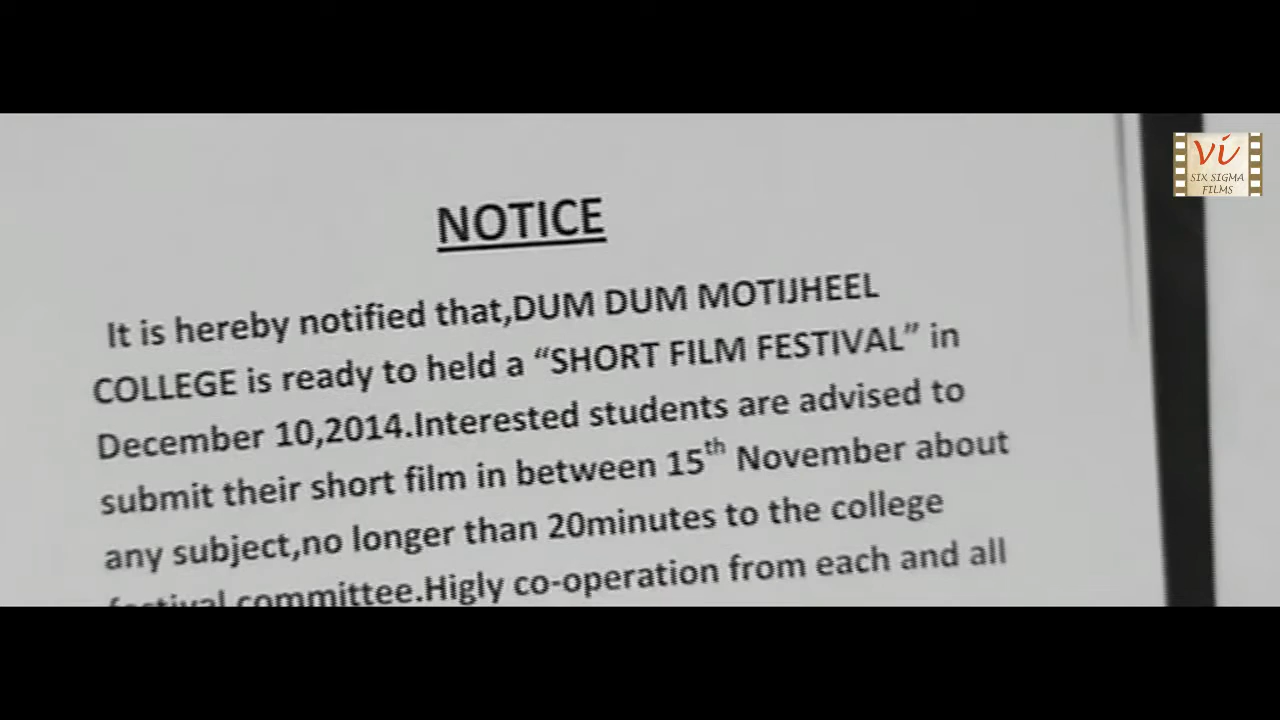 NOTICE
It is hereby notified that,DUM DUM MOTIJHEEL
COLLEGE is ready to held a “SHORT FILM FESTIVAL” in
December 10,2014.Interested students are advised to
submit their short film in between 15th November about
any subject,no longer than 20minutes to the college
festival committee.Higly co-operation from each and all
vi
SIX SIGMA
FILMS